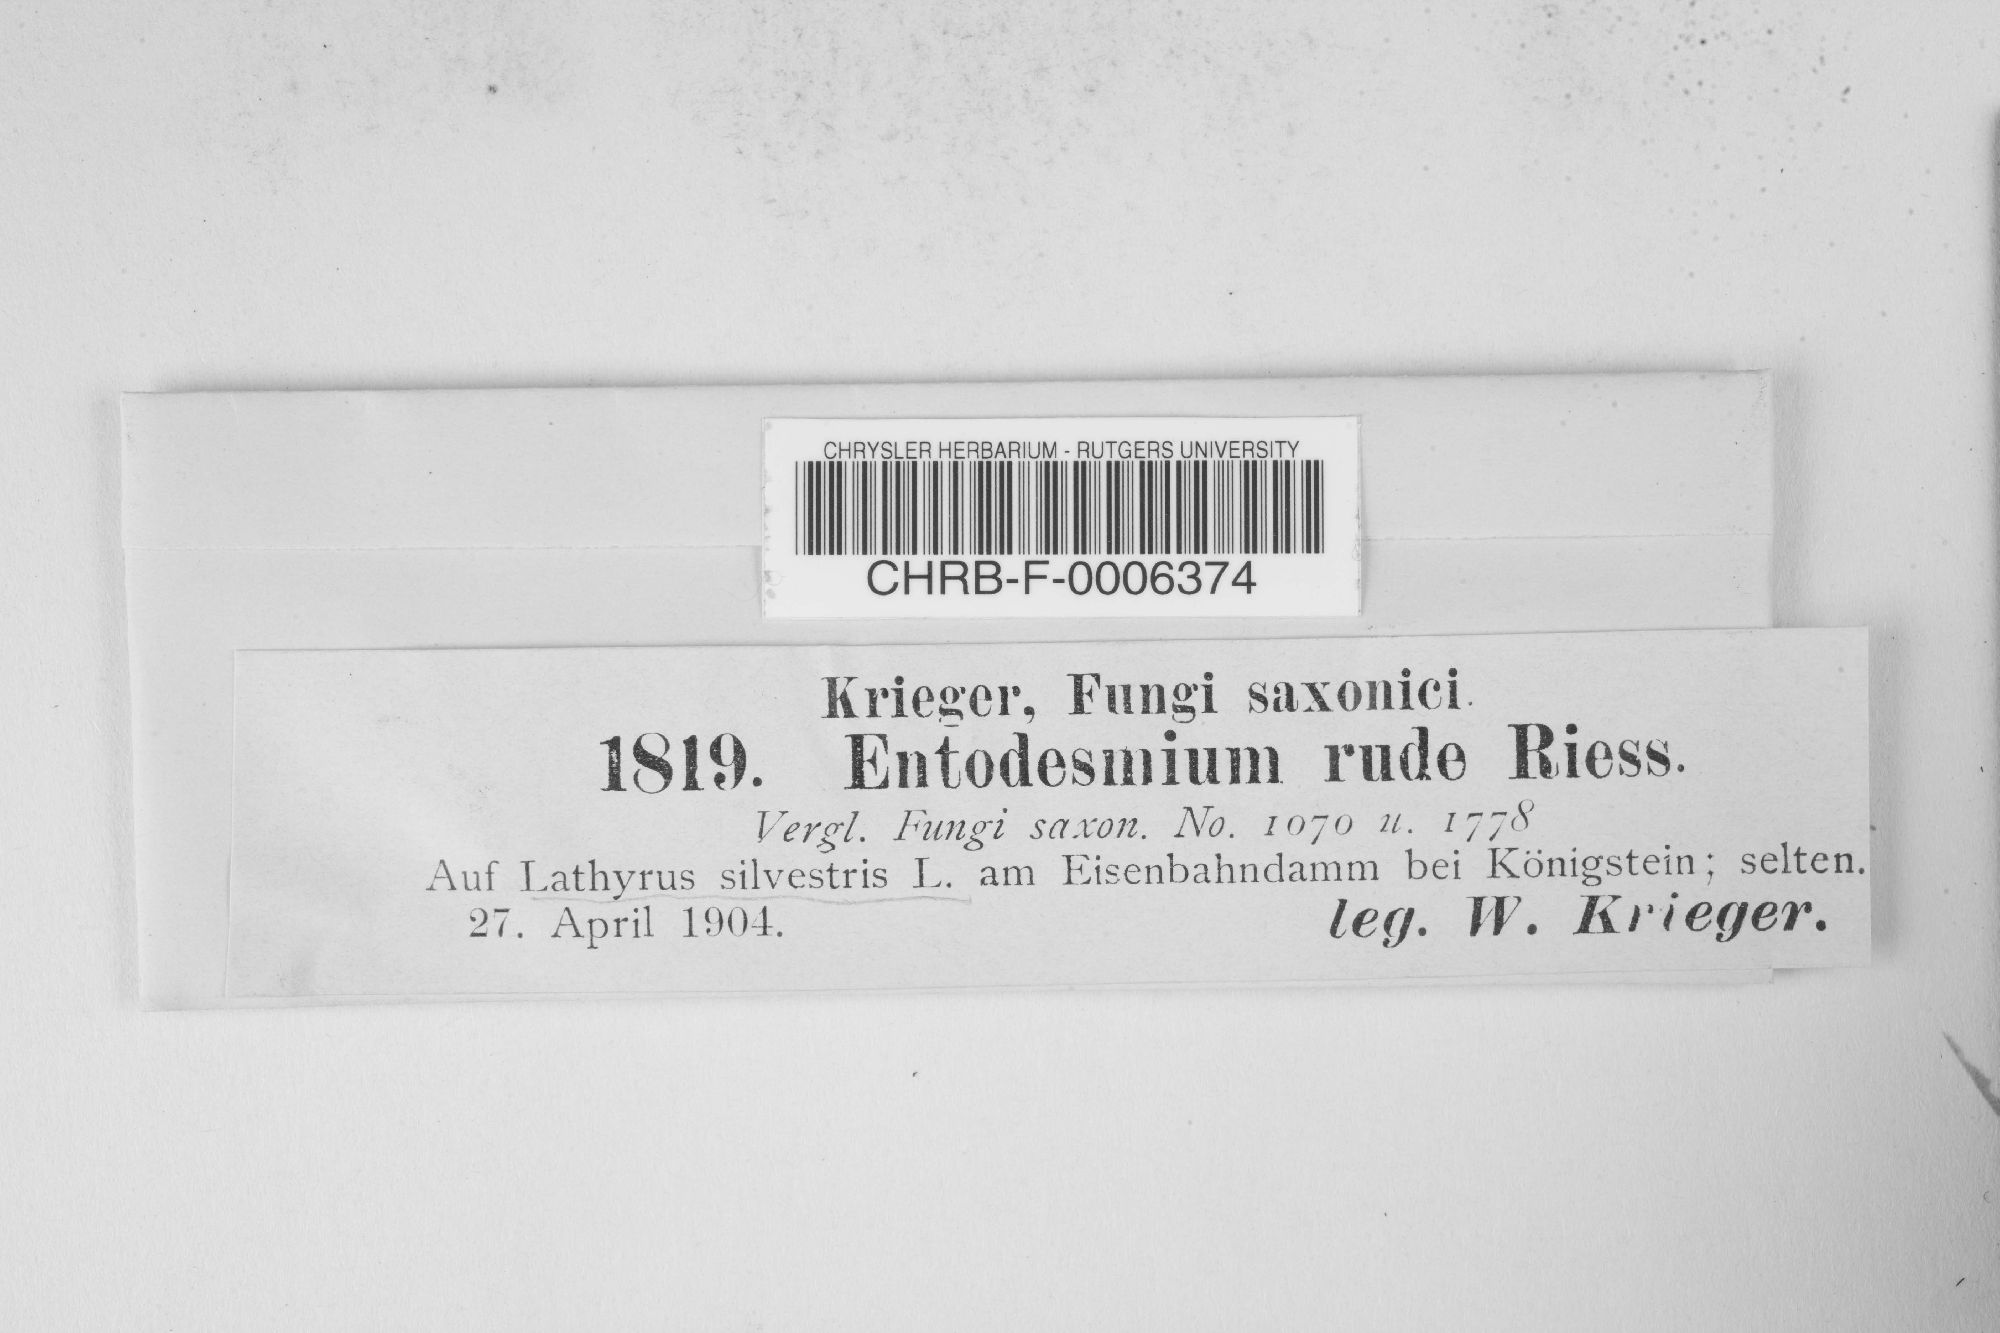 CHRYSLER HERBARIUM - RUTGERS UNIVERSITY
CHRB-F-0006374
Krieger, Fungi saxonici.
1819. Entodesmium rude Riess.
Vergl. Fungi saxon. No. 1070 u. 1778
Auf Lathyrus silvestris L. am Eisenbahndamm bei Königstein; selten.
27. April 1904. leg. W. Krieger.